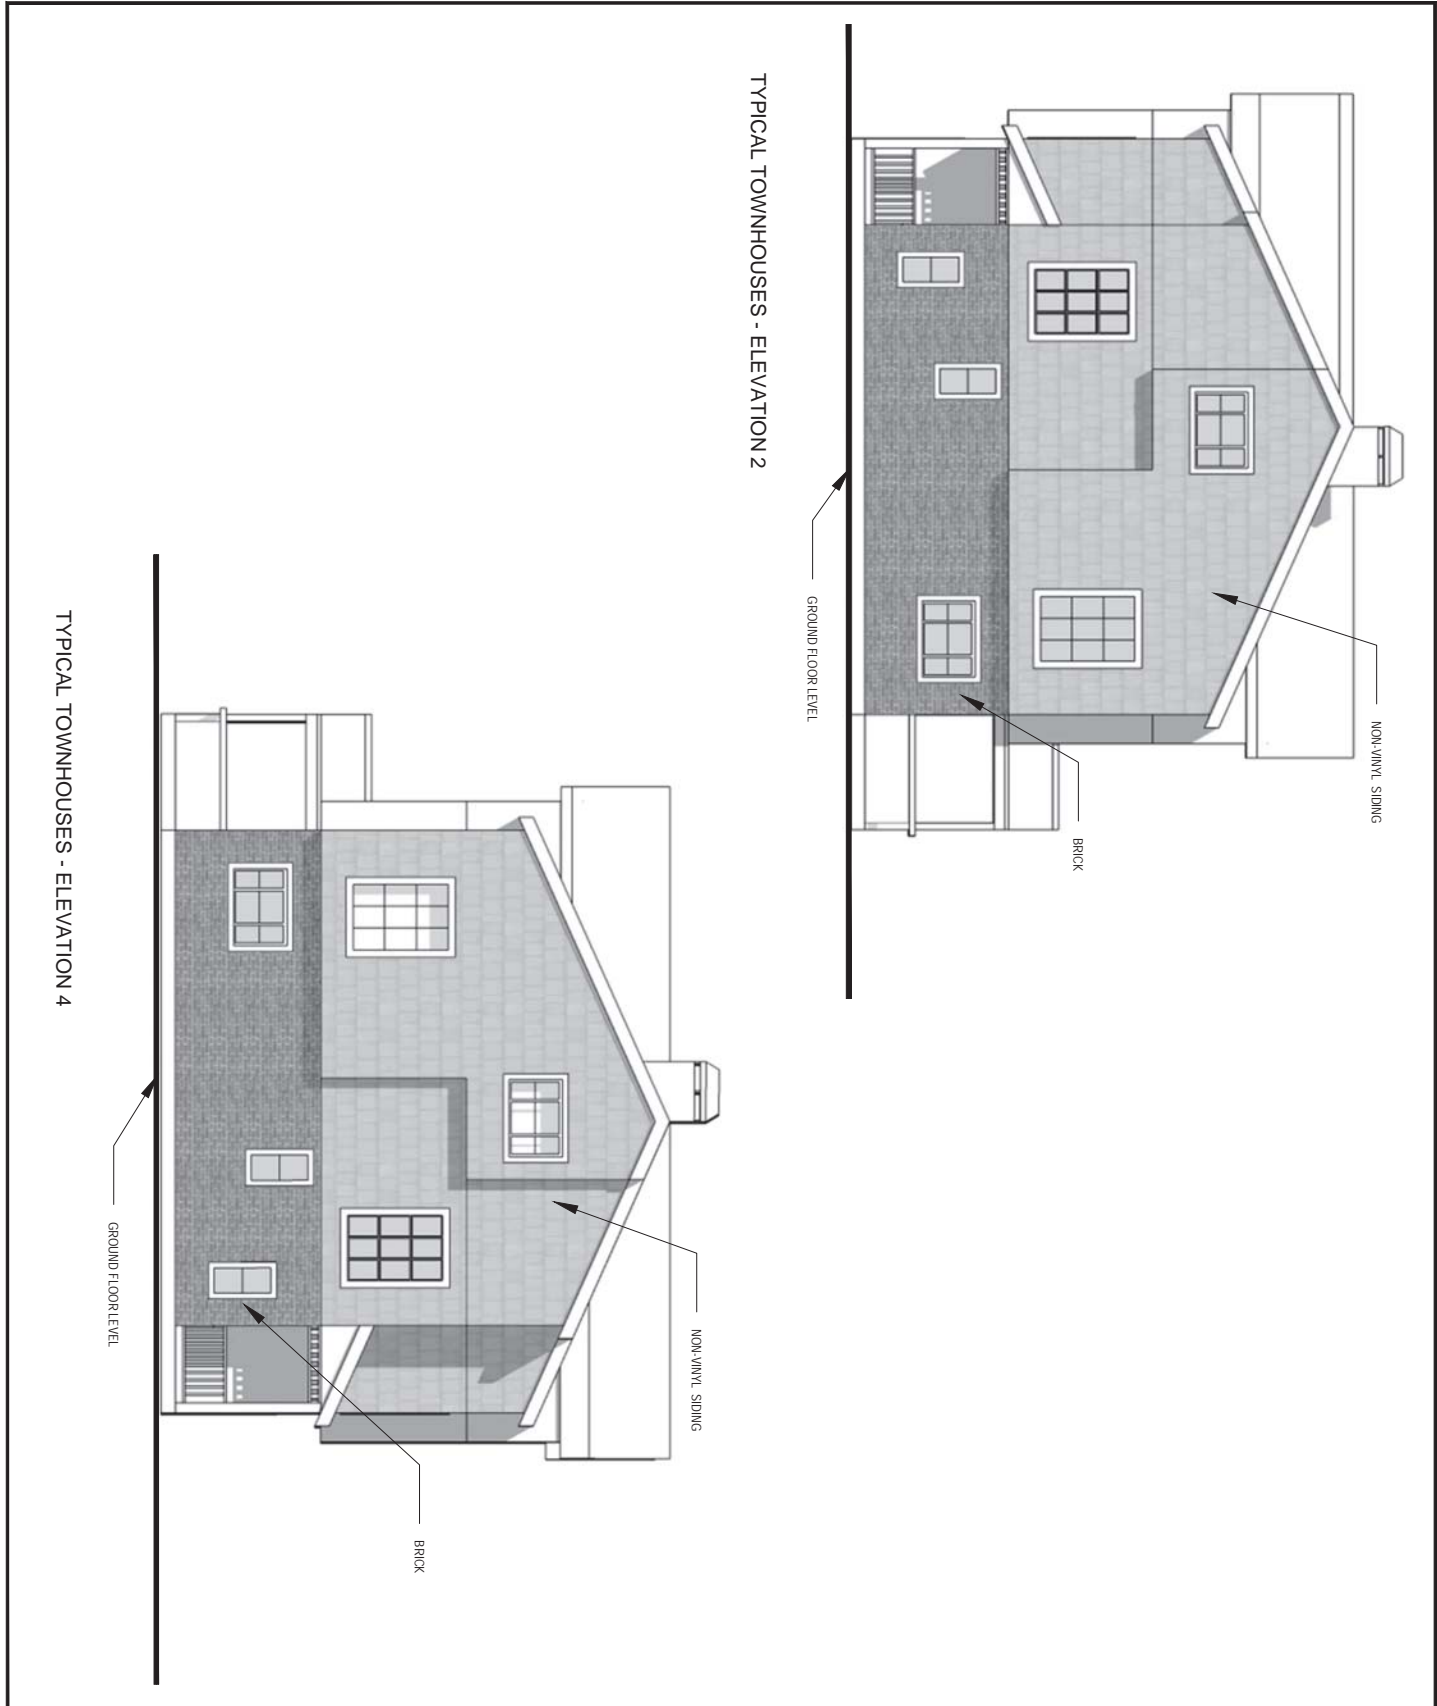 NON-VINYL SIDING
BRICK
GROUND FLOOR LEVEL
TYPICAL TOWNHOUSES - ELEVATION 2
NON-VINYL SIDING
BRICK
GROUND FLOOR LEVEL
TYPICAL TOWNHOUSES - ELEVATION 4